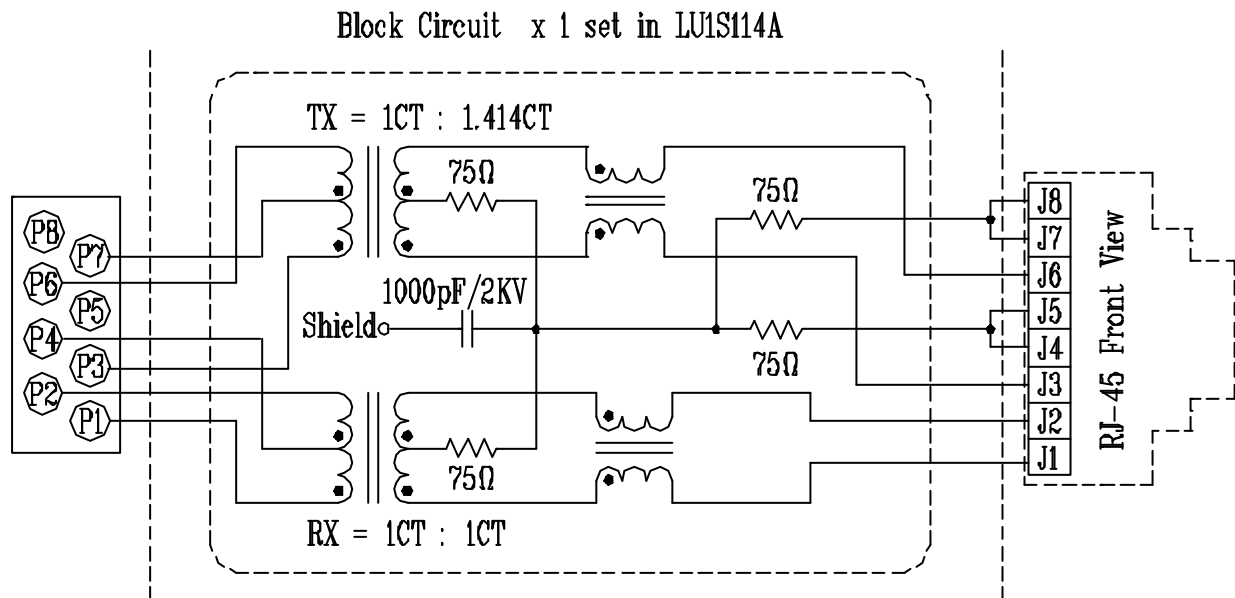 Block Circuit x 1 set in LU1S114A
TX = 1CT : 1.414CT
75Ω
75Ω
1000pF/2KV
Shield
75Ω
75Ω
RX = 1CT : 1CT
P8
P7
P6
P5
P4
P3
P2
P1
J8
J7
J6
J5
J4
J3
J2
J1
RJ-45 Front View